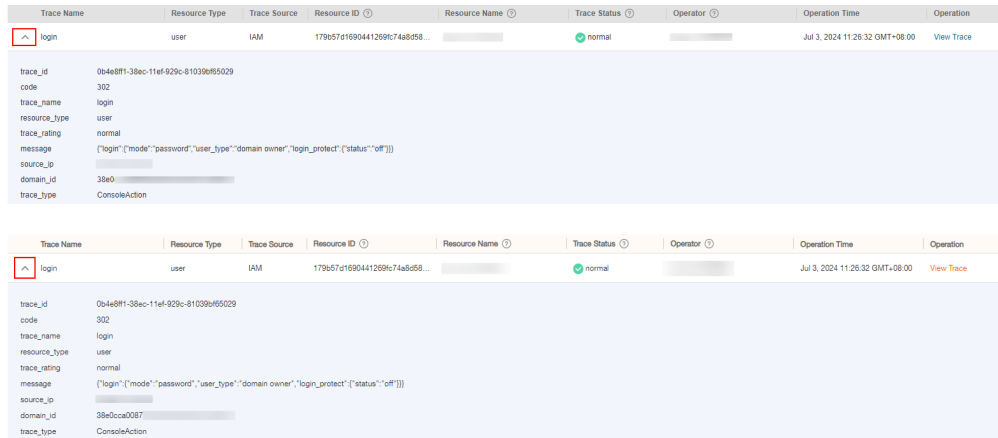 Trace Name Resource Type Trace Source Resource ID ? Resource Name ? Trace Status ? Operator ? Operation Time Operation
login user IAM 179b57d1690441269fc74a8d58... normal Jul 3, 2024 11:26:32 GMT+08:00 View Trace
trace_id 0b4e8ff1-38ec-11ef-929c-81039bf65029
code 302
trace_name login
resource_type user
trace_rating normal
message {"login":{"mode":"password","user_type":"domain owner","login_protect":{"status":"off"}}}
source_ip
domain_id 38e0
trace_type ConsoleAction
Trace Name Resource Type Trace Source Resource ID ? Resource Name ? Trace Status ? Operator ? Operation Time Operation
login user IAM 179b57d1690441269fc74a8d58... normal Jul 3, 2024 11:26:32 GMT+08:00 View Trace
trace_id 0b4e8ff1-38ec-11ef-929c-81039bf65029
code 302
trace_name login
resource_type user
trace_rating normal
message {"login":{"mode":"password","user_type":"domain owner","login_protect":{"status":"off"}}}
source_ip
domain_id 38e0cca0087
trace_type ConsoleAction